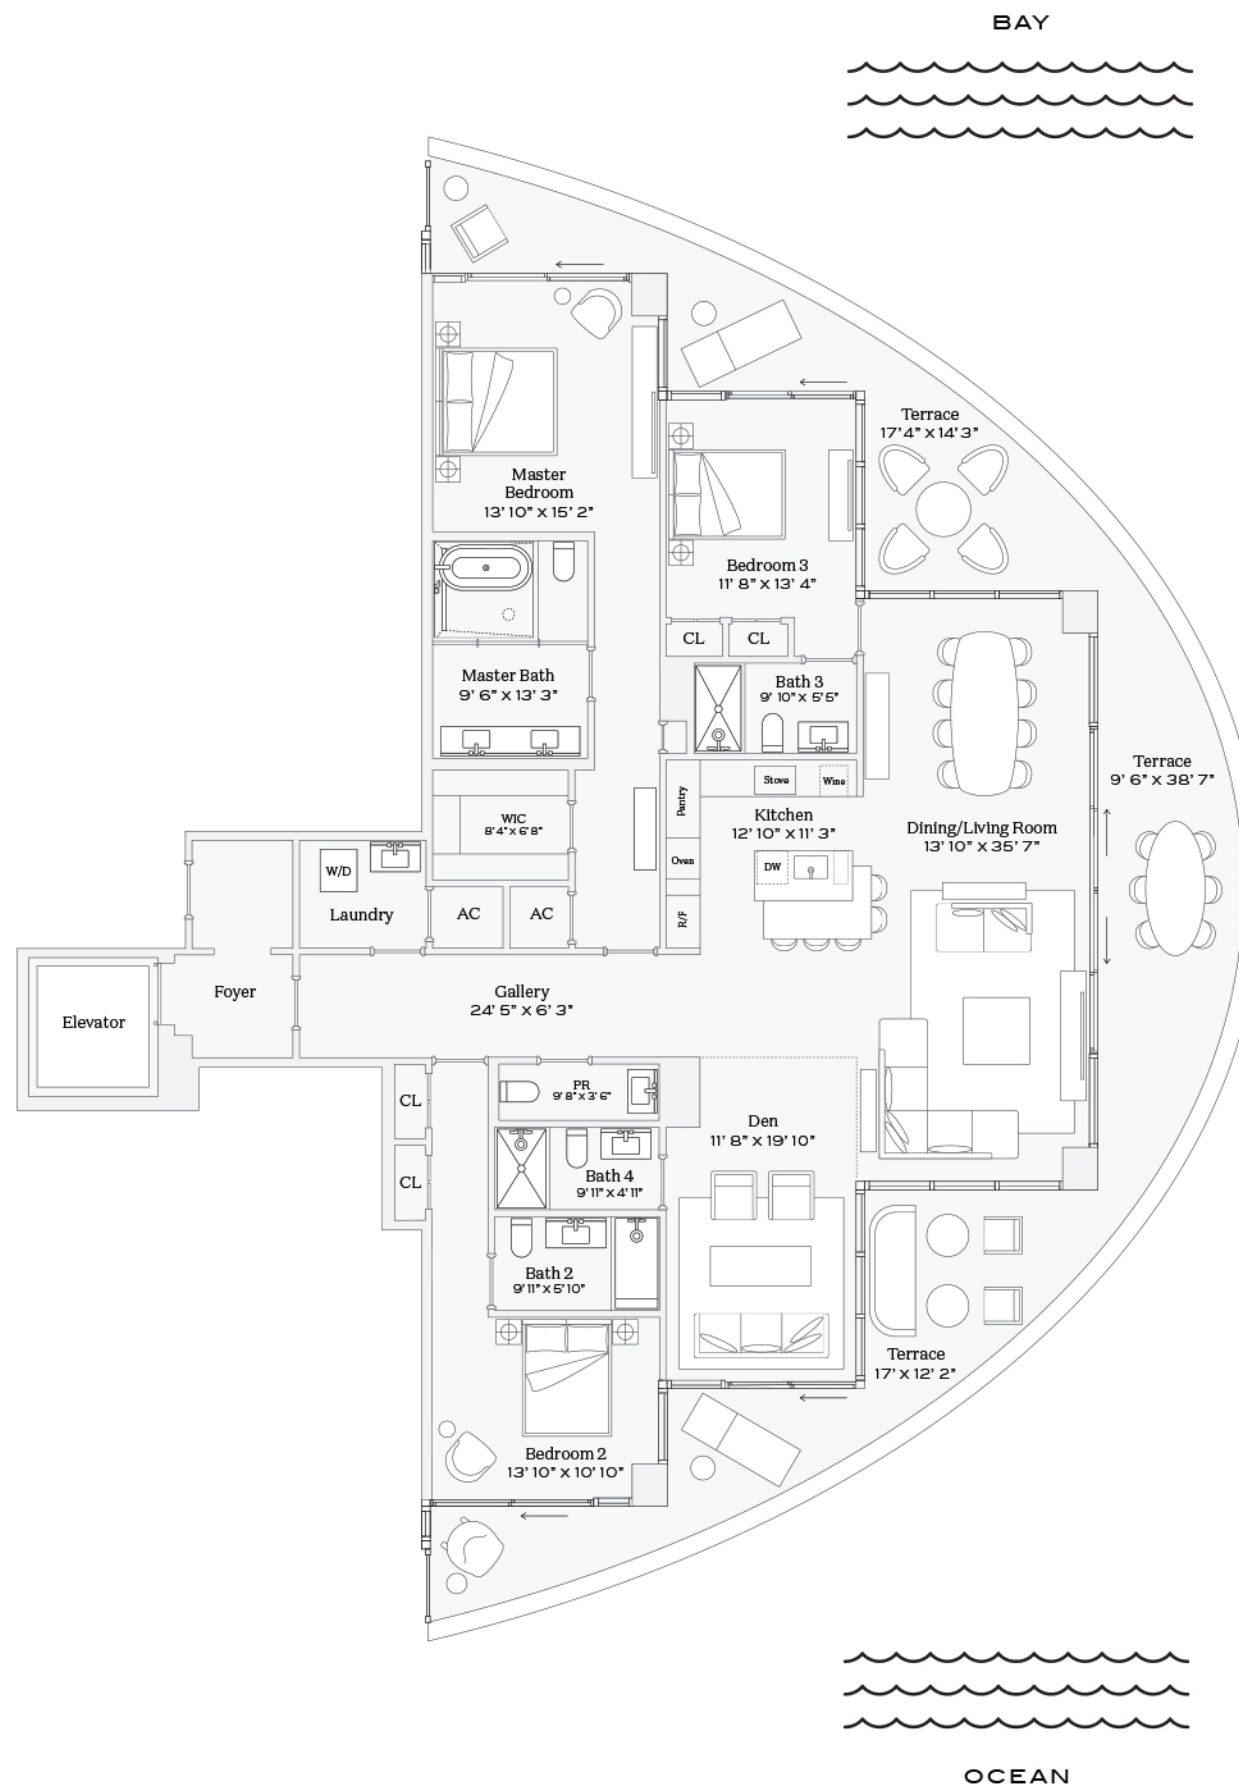 BAY
Terrace
17' 4" X 14' 3"
Master
Bedroom
13' 10" X 15' 2"
Bedroom 3
11' 8" X 13' 4"
CL
CL
Master Bath
9' 6" X 13' 3"
Bath 3
9' 10" X 5' 5"
Terrace
9' 6" X 38' 7"
Stove
Wine
Pantry
Kitchen
12' 10" X 11' 3"
WIC
8' 4" X 6' 8"
Dining/Living Room
13' 10" X 35' 7"
W/D
Oven
DW
Laundry
AC
AC
R/F
Foyer
Gallery
24' 5" X 6' 3"
Elevator
PR
9' 8" X 3' 6"
CL
Den
11' 8" X 19' 10"
Bath 4
9' 11" X 4' 11"
CL
Bath 2
9' 11" X 5' 10"
Terrace
17' X 12' 2"
Bedroom 2
13' 10" X 10' 10"
OCEAN